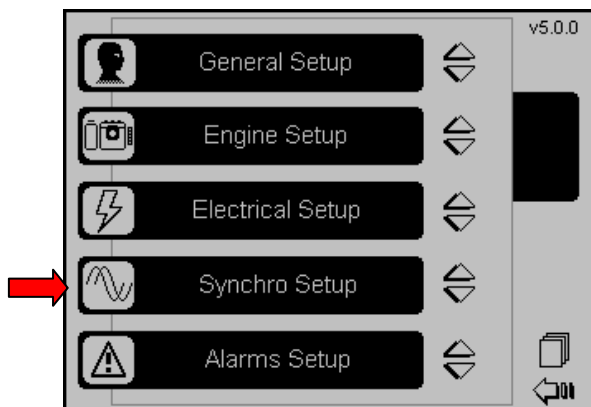 v5.0.0
General Setup
Engine Setup
Electrical Setup
Synchro Setup
Alarms Setup